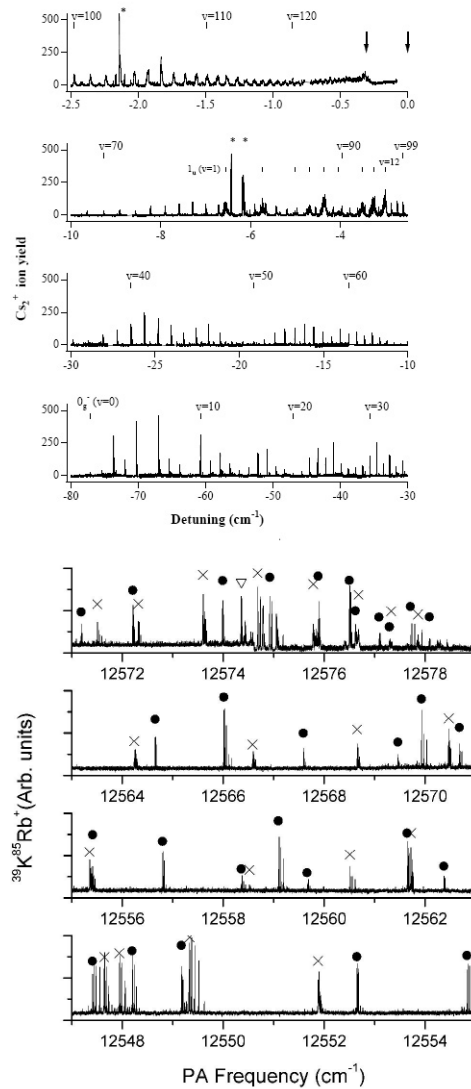 v=100 * v=110 v=120
500
250
0
-2.5 -2.0 -1.5 -1.0 -0.5 0.0
v=70 * * v=90 v=99
500
1u (v=1) v=12
250
0
-10 -8 -6 -4
Cs2+ ion yield
v=40 v=50 v=60
500
250
0
-30 -25 -20 -15 -10
0g- (v=0) v=10 v=20 v=30
500
250
0
-80 -70 -60 -50 -40 -30
Detuning (cm-1)
12572 12574 12576 12578
12564 12566 12568 12570
39K85Rb+(Arb. units)
12556 12558 12560 12562
12548 12550 12552 12554
PA Frequency (cm-1)